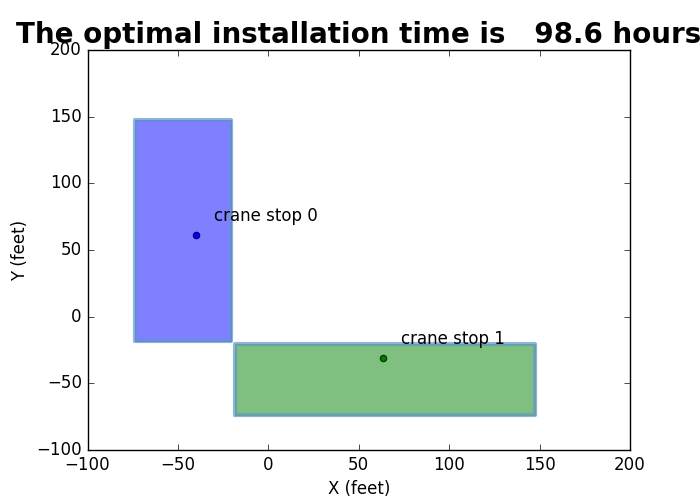 The optimal installation time is   98.6 hours
200
150
100
50
0
−50
−100
Y (feet)
crane stop 0
crane stop 1
−100
−50
0
50
100
150
200
X (feet)